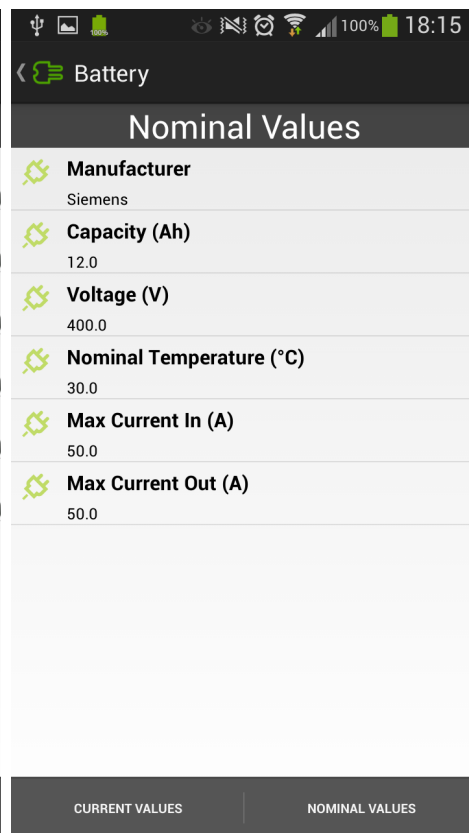 100% 100% 18:15
Battery
Nominal Values
Manufacturer
Siemens
Capacity (Ah)
12.0
Voltage (V)
400.0
Nominal Temperature (°C)
30.0
Max Current In (A)
50.0
Max Current Out (A)
50.0
CURRENT VALUES NOMINAL VALUES